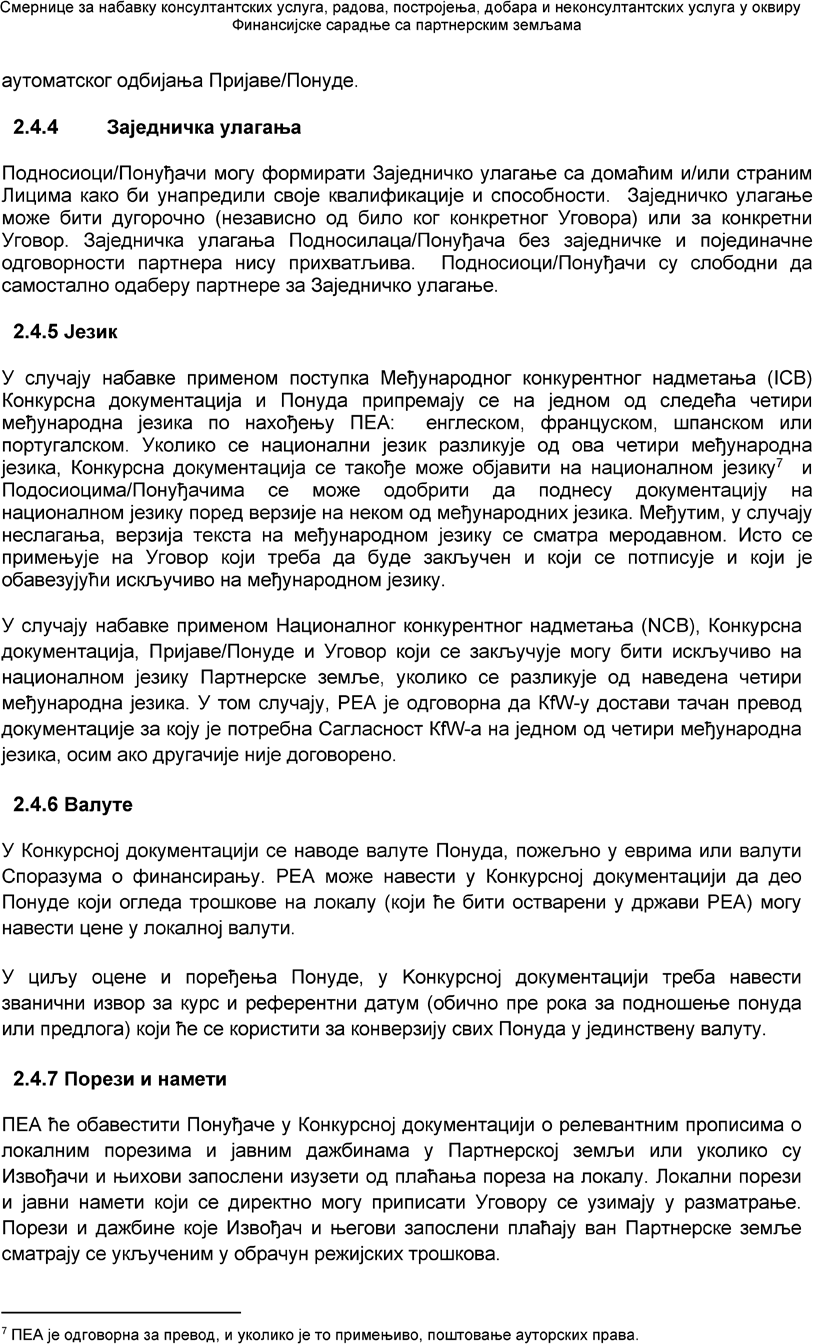 Смернице за набавку консултантских услуга, радова, постројења, добара и неконсултантских услуга у оквиру
Финансијске сарадње са партнерским земљама
аутоматског одбијања Пријаве/Понуде.
2.4.4 Заједничка улагања
Подносиоци/Понуђачи могу формирати Заједничко улагање са домаћим и/или страним
Лицима како би унапредили своје квалификације и способности. Заједничко улагање
може бити дугорочно (независно од било ког конкретног Уговора) или за конкретни
Уговор. Заједничка улагања Подносилаца/Понуђача без заједничке и појединачне
одговорности партнера нису прихватљива. Подносиоци/Понуђачи су слободни да
самостално одаберу партнере за Заједничко улагање.
2.4.5 Језик
У случају набавке применом поступка Међународног конкурентног надметања (ICB)
Конкурсна документација и Понуда припремају се на једном од следећа четири
међународна језика по нахођењу ПЕА: енглеском, француском, шпанском или
португалском. Уколико се национални језик разликује од ова четири међународна
језика, Конкурсна документација се такође може објавити на националном језику⁷ и
Подосиоцима/Понуђачима се може одобрити да поднесу документацију на
националном језику поред верзије на неком од међународних језика. Међутим, у случају
неслагања, верзија текста на међународном језику се сматра меродавном. Исто се
примењује на Уговор који треба да буде закључен и који се потписује и који је
обавезујући искључиво на међународном језику.
У случају набавке применом Националног конкурентног надметања (NCB), Конкурсна
документација, Пријаве/Понуде и Уговор који се закључује могу бити искључиво на
националном језику Партнерске земље, уколико се разликује од наведена четири
међународна језика. У том случају, РЕА је одговорна да KfW-у достави тачан превод
документације за коју је потребна Сагласност KfW-а на једном од четири међународна
језика, осим ако другачије није договорено.
2.4.6 Валуте
У Конкурсној документацији се наводе валуте Понуда, пожељно у еврима или валути
Споразума о финансирању. РЕА може навести у Конкурсној документацији да део
Понуде који огледа трошкове на локалу (који ће бити остварени у држави РЕА) могу
навести цене у локалној валути.
У циљу оцене и поређења Понуде, у Конкурсној документацији треба навести
званични извор за курс и референтни датум (обично пре рока за подношење понуда
или предлога) који ће се користити за конверзију свих Понуда у јединствену валуту.
2.4.7 Порези и намети
ПЕА ће обавестити Понуђаче у Конкурсној документацији о релевантним прописима о
локалним порезима и јавним дажбинама у Партнерској земљи или уколико су
Извођачи и њихови запослени изузети од плаћања пореза на локалу. Локални порези
и јавни намети који се директно могу приписати Уговору се узимају у разматрање.
Порези и дажбине које Извођач и његови запослени плаћају ван Партнерске земље
сматрају се укљученим у обрачун режијских трошкова.
⁷ ПЕА је одговорна за превод, и уколико је то примењиво, поштовање ауторских права.